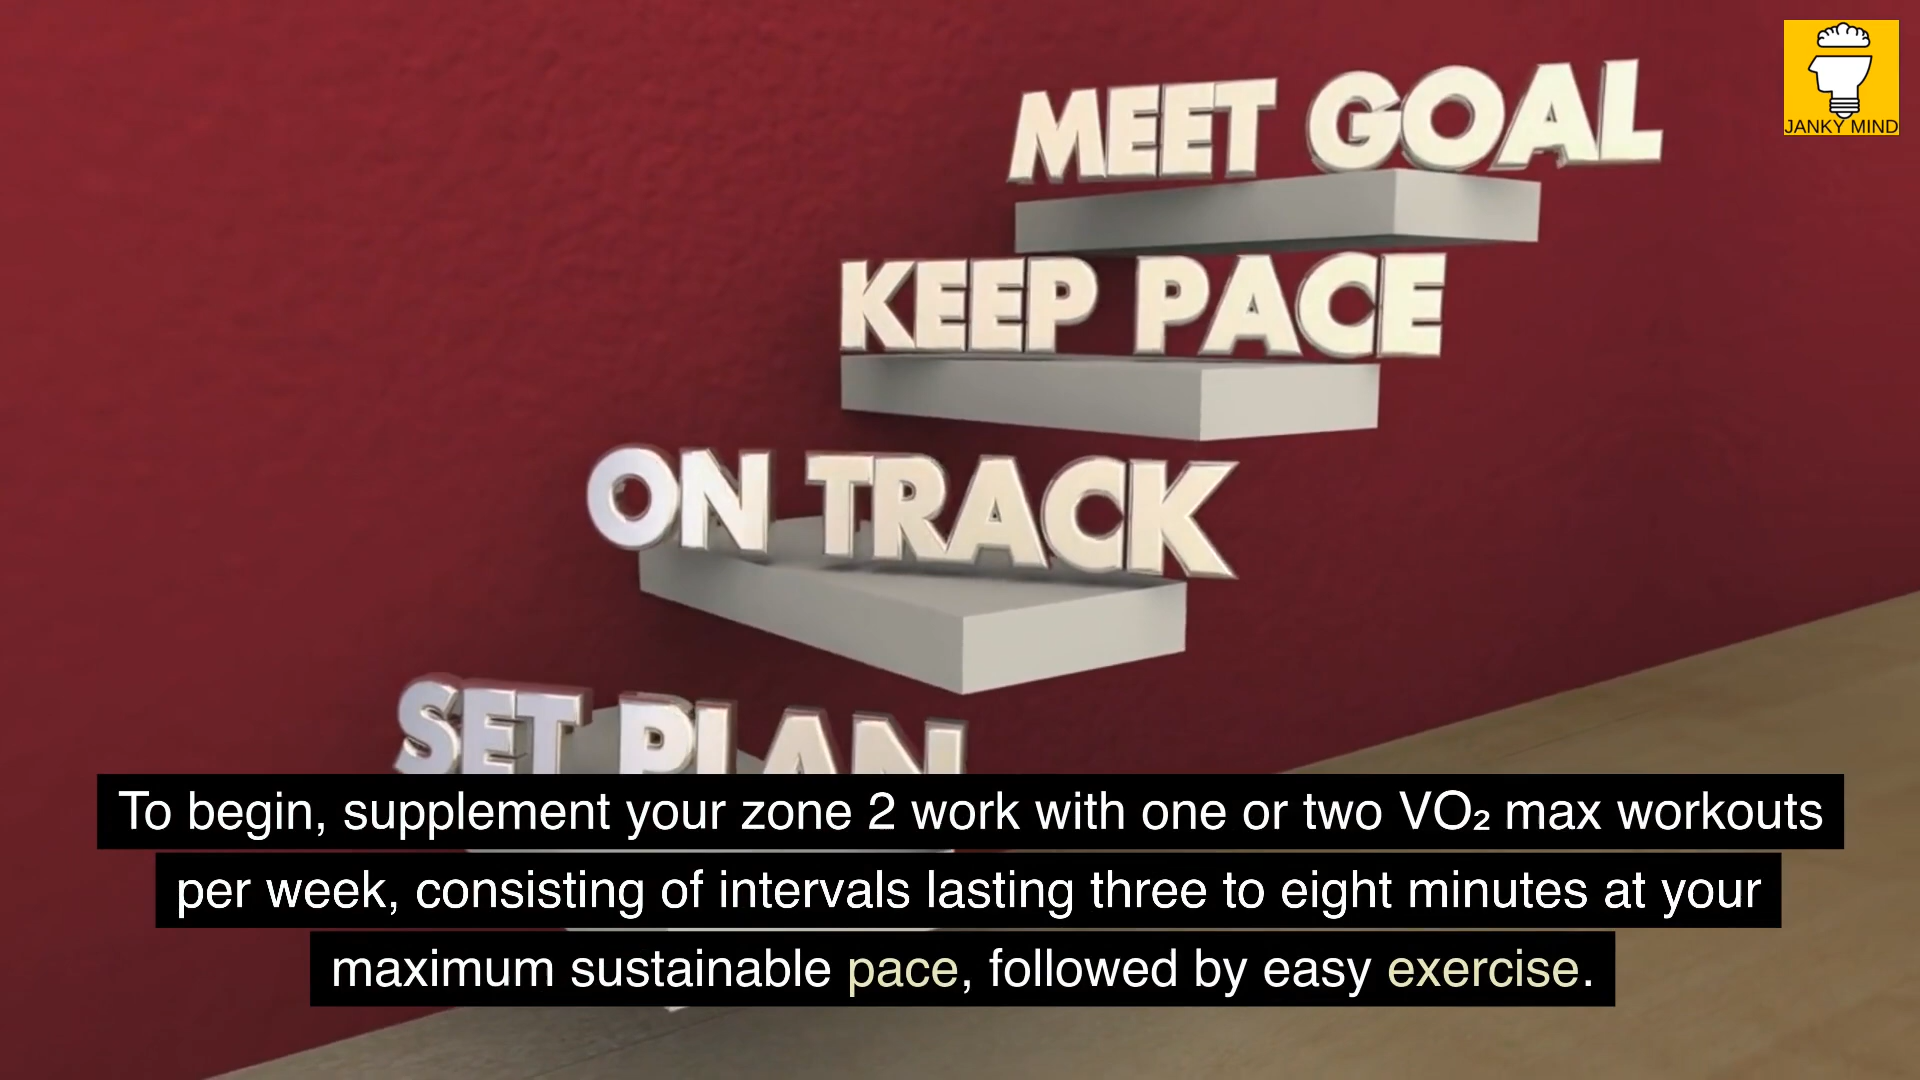 MEET GOAL
JANKY MIND
KEEP PACE
ON TRACK
SET PLAN
To begin, supplement your zone 2 work with one or two VO₂ max workouts
per week, consisting of intervals lasting three to eight minutes at your
maximum sustainable pace, followed by easy exercise.